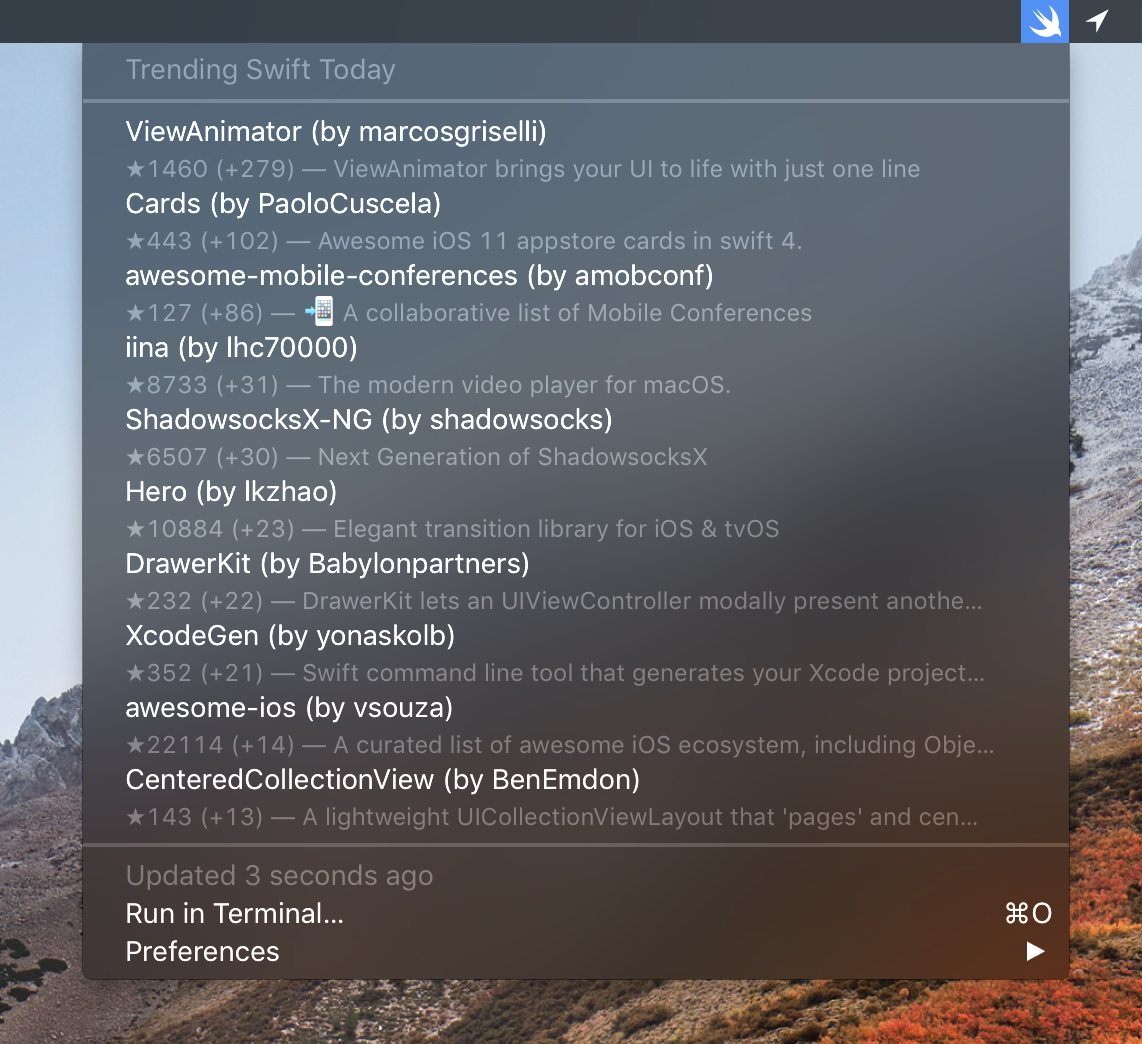 Trending Swift Today
ViewAnimator (by marcosgriselli)
★1460 (+279) — ViewAnimator brings your UI to life with just one line
Cards (by PaoloCuscela)
★443 (+102) — Awesome iOS 11 appstore cards in swift 4.
awesome-mobile-conferences (by amobconf)
★127 (+86) — 📲 A collaborative list of Mobile Conferences
iina (by lhc70000)
★8733 (+31) — The modern video player for macOS.
ShadowsocksX-NG (by shadowsocks)
★6507 (+30) — Next Generation of ShadowsocksX
Hero (by lkzhao)
★10884 (+23) — Elegant transition library for iOS & tvOS
DrawerKit (by Babylonpartners)
★232 (+22) — DrawerKit lets an UIViewController modally present anothe…
XcodeGen (by yonaskolb)
★352 (+21) — Swift command line tool that generates your Xcode project…
awesome-ios (by vsouza)
★22114 (+14) — A curated list of awesome iOS ecosystem, including Obje…
CenteredCollectionView (by BenEmdon)
★143 (+13) — A lightweight UICollectionViewLayout that 'pages' and cen…
Updated 3 seconds ago
Run in Terminal… ⌘O
Preferences ▶